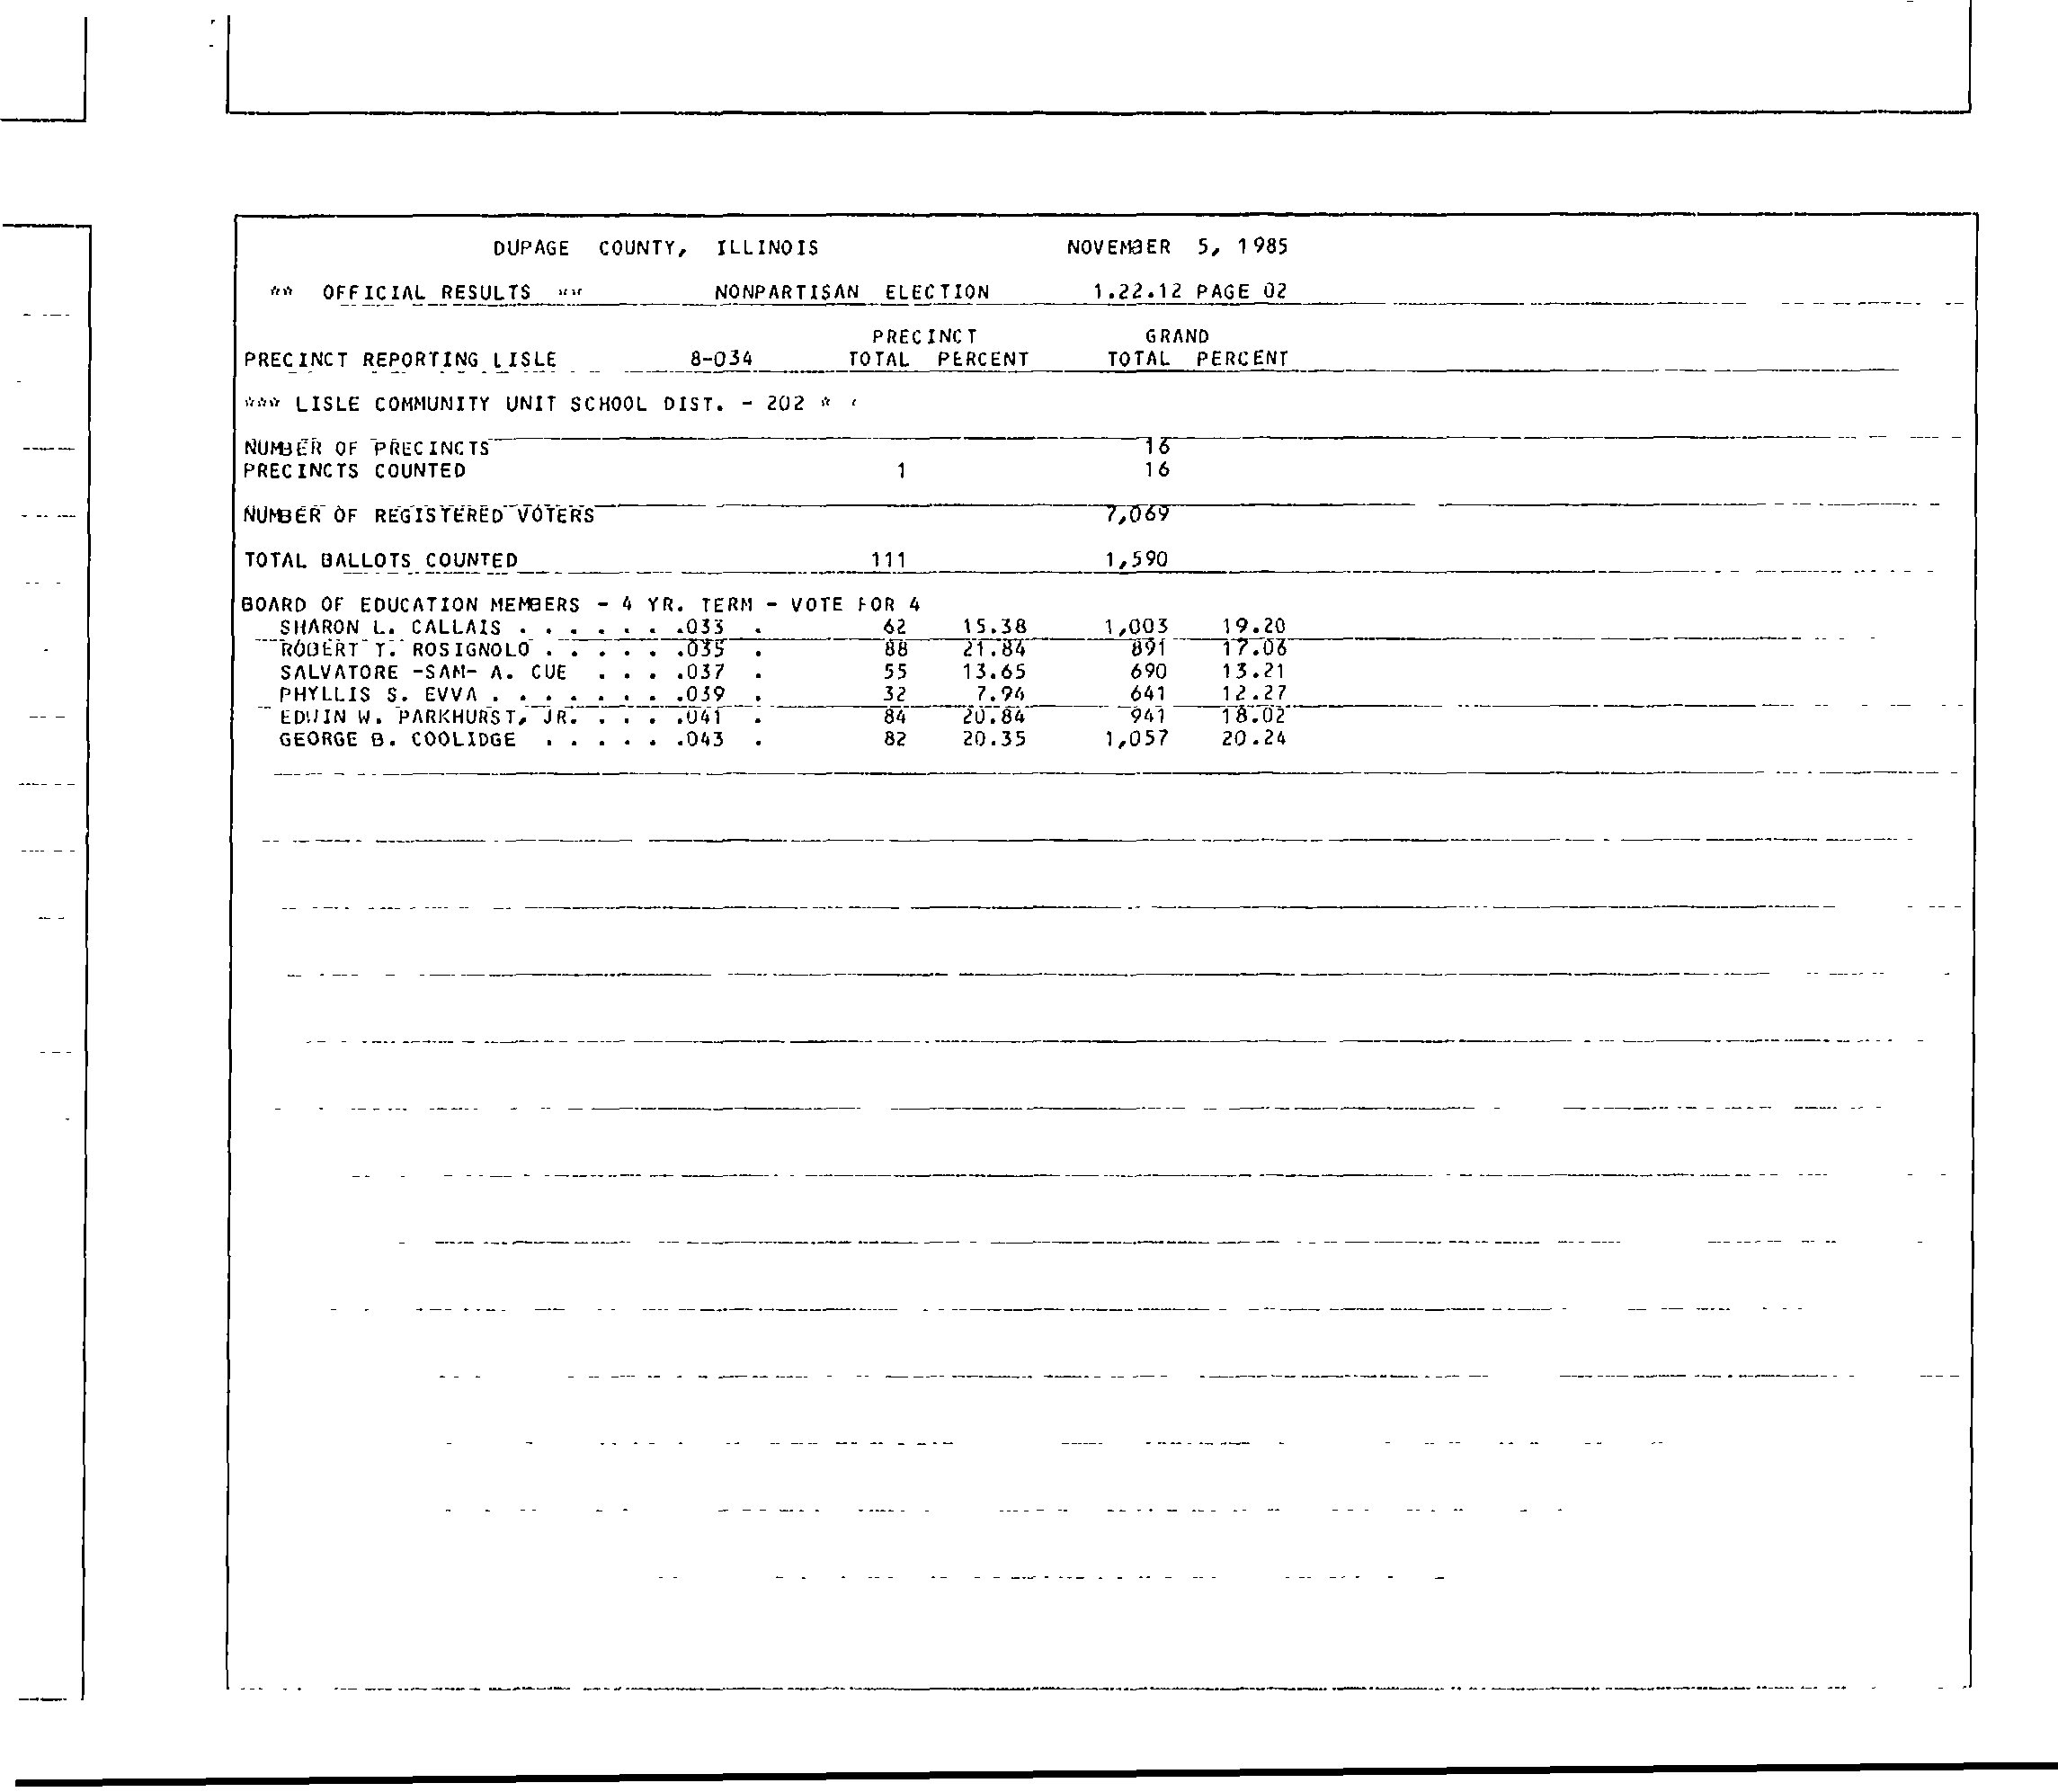 DUPAGE COUNTY, ILLINOIS NOVEMBER 5, 1985
** OFFICIAL RESULTS ** NONPARTISAN ELECTION 1.22.12 PAGE 02
PRECINCT GRAND
PRECINCT REPORTING LISLE 8-034 TOTAL PERCENT TOTAL PERCENT
*** LISLE COMMUNITY UNIT SCHOOL DIST. - 202 * *
NUMBER OF PRECINCTS 16
PRECINCTS COUNTED 1 16
NUMBER OF REGISTERED VOTERS 7,069
TOTAL BALLOTS COUNTED 111 1,590
BOARD OF EDUCATION MEMBERS - 4 YR. TERM - VOTE FOR 4
SHARON L. CALLAIS . . . . . . .033 . 62 15.38 1,003 19.20
ROBERT T. ROSIGNOLO . . . . . .035 . 88 21.84 891 17.06
SALVATORE -SAM- A. CUE . . . .037 . 55 13.65 690 13.21
PHYLLIS S. EVVA . . . . . . . .039 . 32 7.94 641 12.27
EDWIN W. PARKHURST, JR. . . . .041 . 84 20.84 941 18.02
GEORGE B. COOLIDGE . . . . . .043 . 82 20.35 1,057 20.24